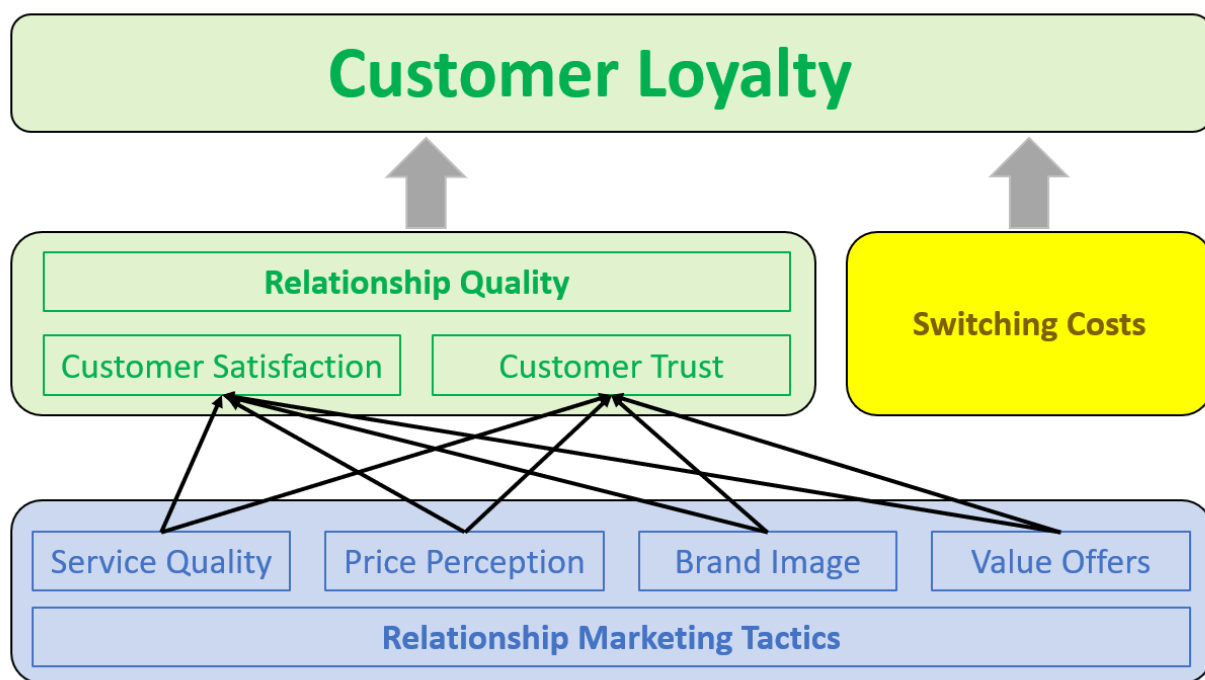 Customer Loyalty
Relationship Quality
Customer Satisfaction
Customer Trust
Switching Costs
Service Quality
Price Perception
Brand Image
Value Offers
Relationship Marketing Tactics